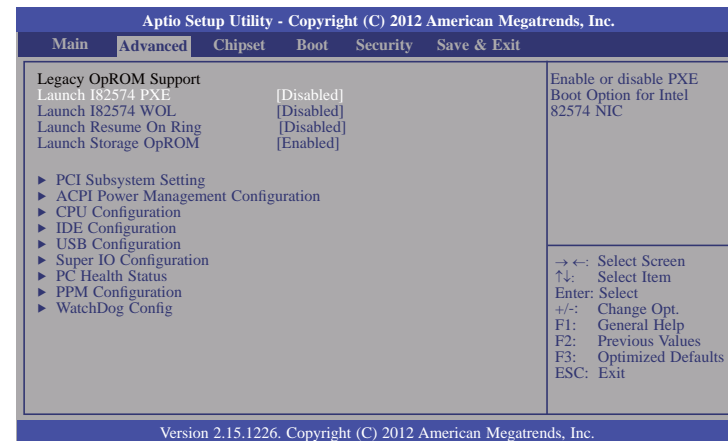 Aptio Setup Utility - Copyright (C) 2012 American Megatrends, Inc.
Main Advanced Chipset Boot Security Save & Exit
Legacy OpROM Support
Launch I82574 PXE [Disabled]
Launch I82574 WOL [Disabled]
Launch Resume On Ring [Disabled]
Launch Storage OpROM [Enabled]
► PCI Subsystem Setting
► ACPI Power Management Configuration
► CPU Configuration
► IDE Configuration
► USB Configuration
► Super IO Configuration
► PC Health Status
► PPM Configuration
► WatchDog Config
Enable or disable PXE
Boot Option for Intel
82574 NIC
→ ←: Select Screen
↑↓: Select Item
Enter: Select
+/-: Change Opt.
F1: General Help
F2: Previous Values
F3: Optimized Defaults
ESC: Exit
Version 2.15.1226. Copyright (C) 2012 American Megatrends, Inc.